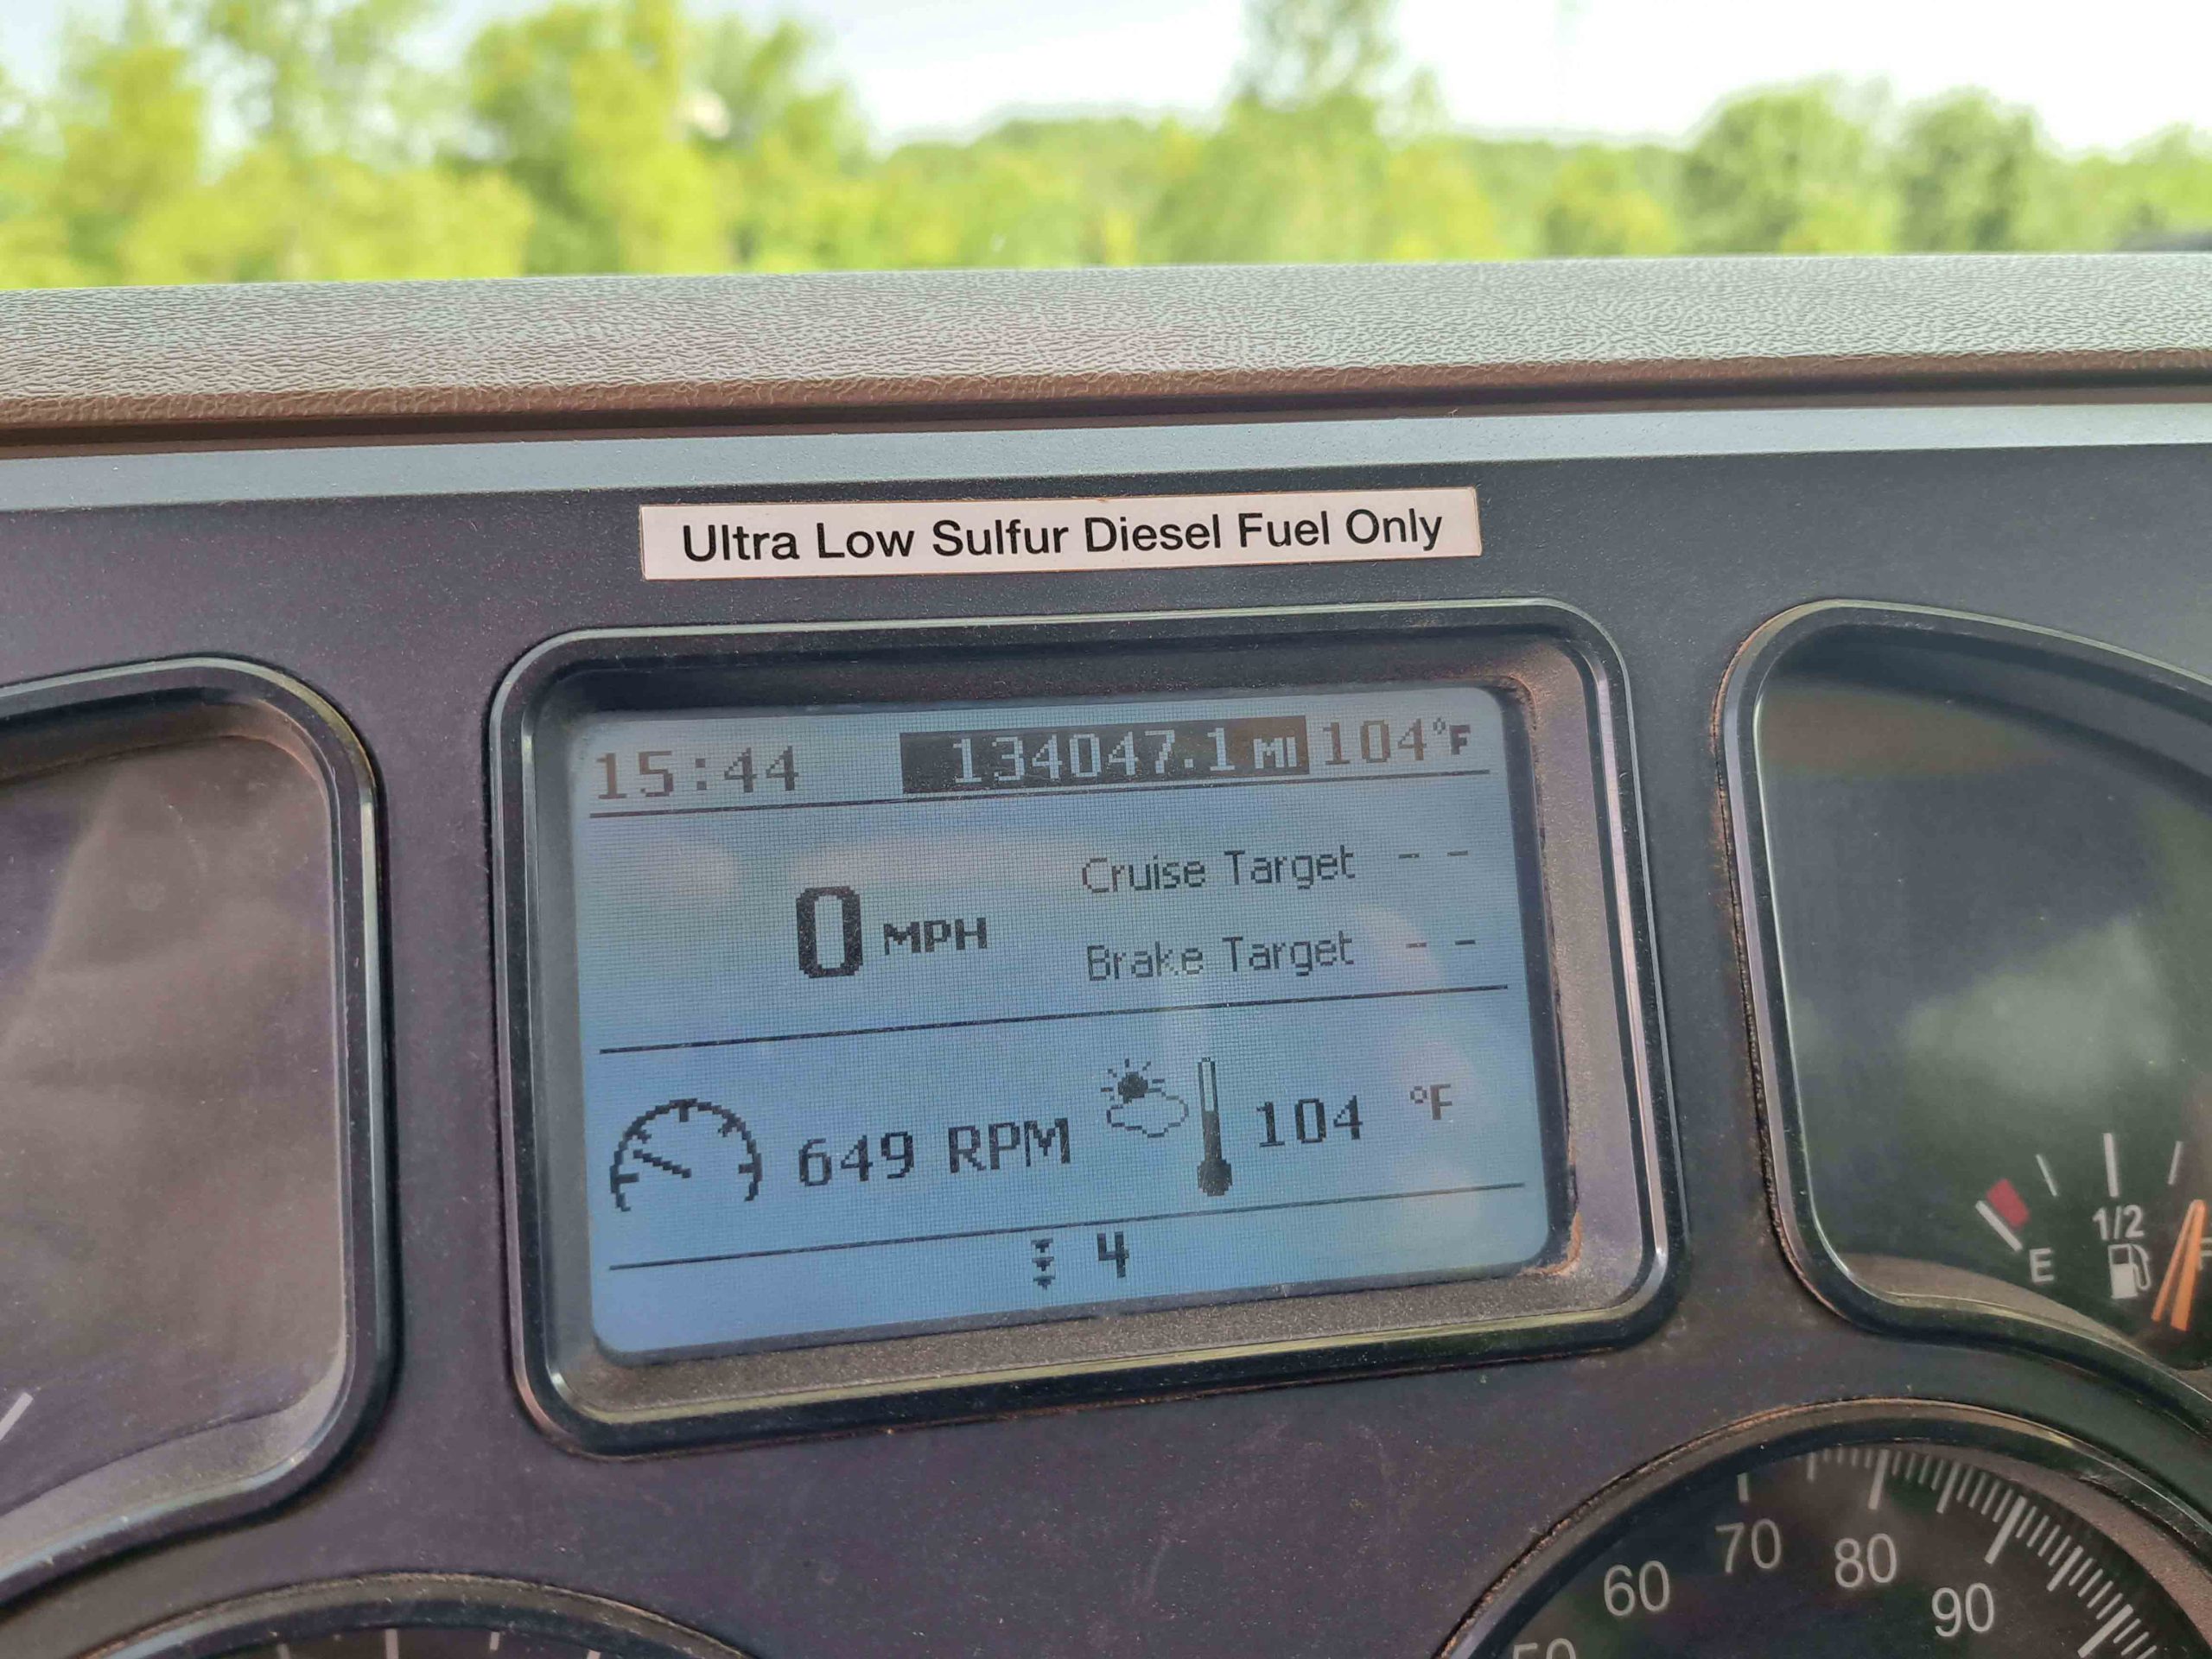 Ultra Low Sulfur Diesel Fuel Only
15:44 134047.1 MI 104°F
Cruise Target - -
0 MPH
Brake Target - -
649 RPM 104 °F
4
E 1/2 F
60 70 80 90
50